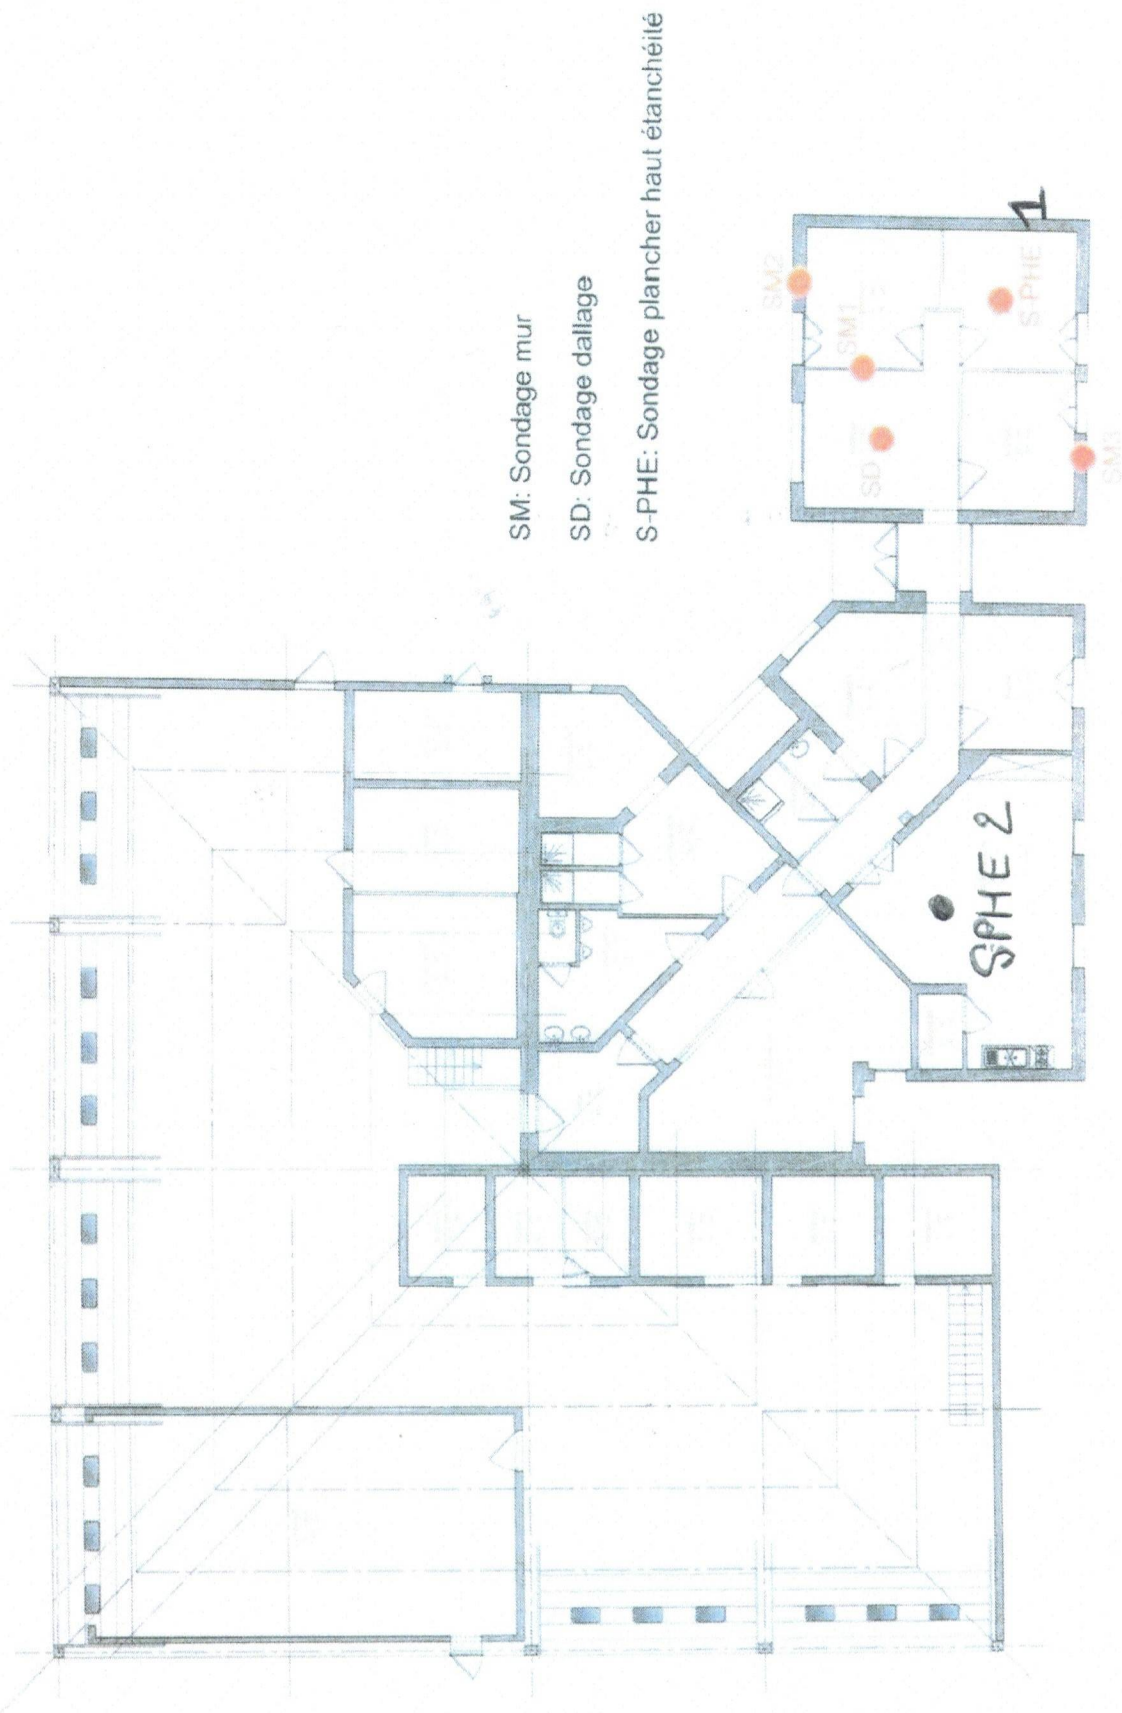 SM: Sondage mur
SD: Sondage dallage
S-PHE: Sondage plancher haut étanchéité
SM2
SM1
SD
S-PHE 1
SM3
SPHE 2